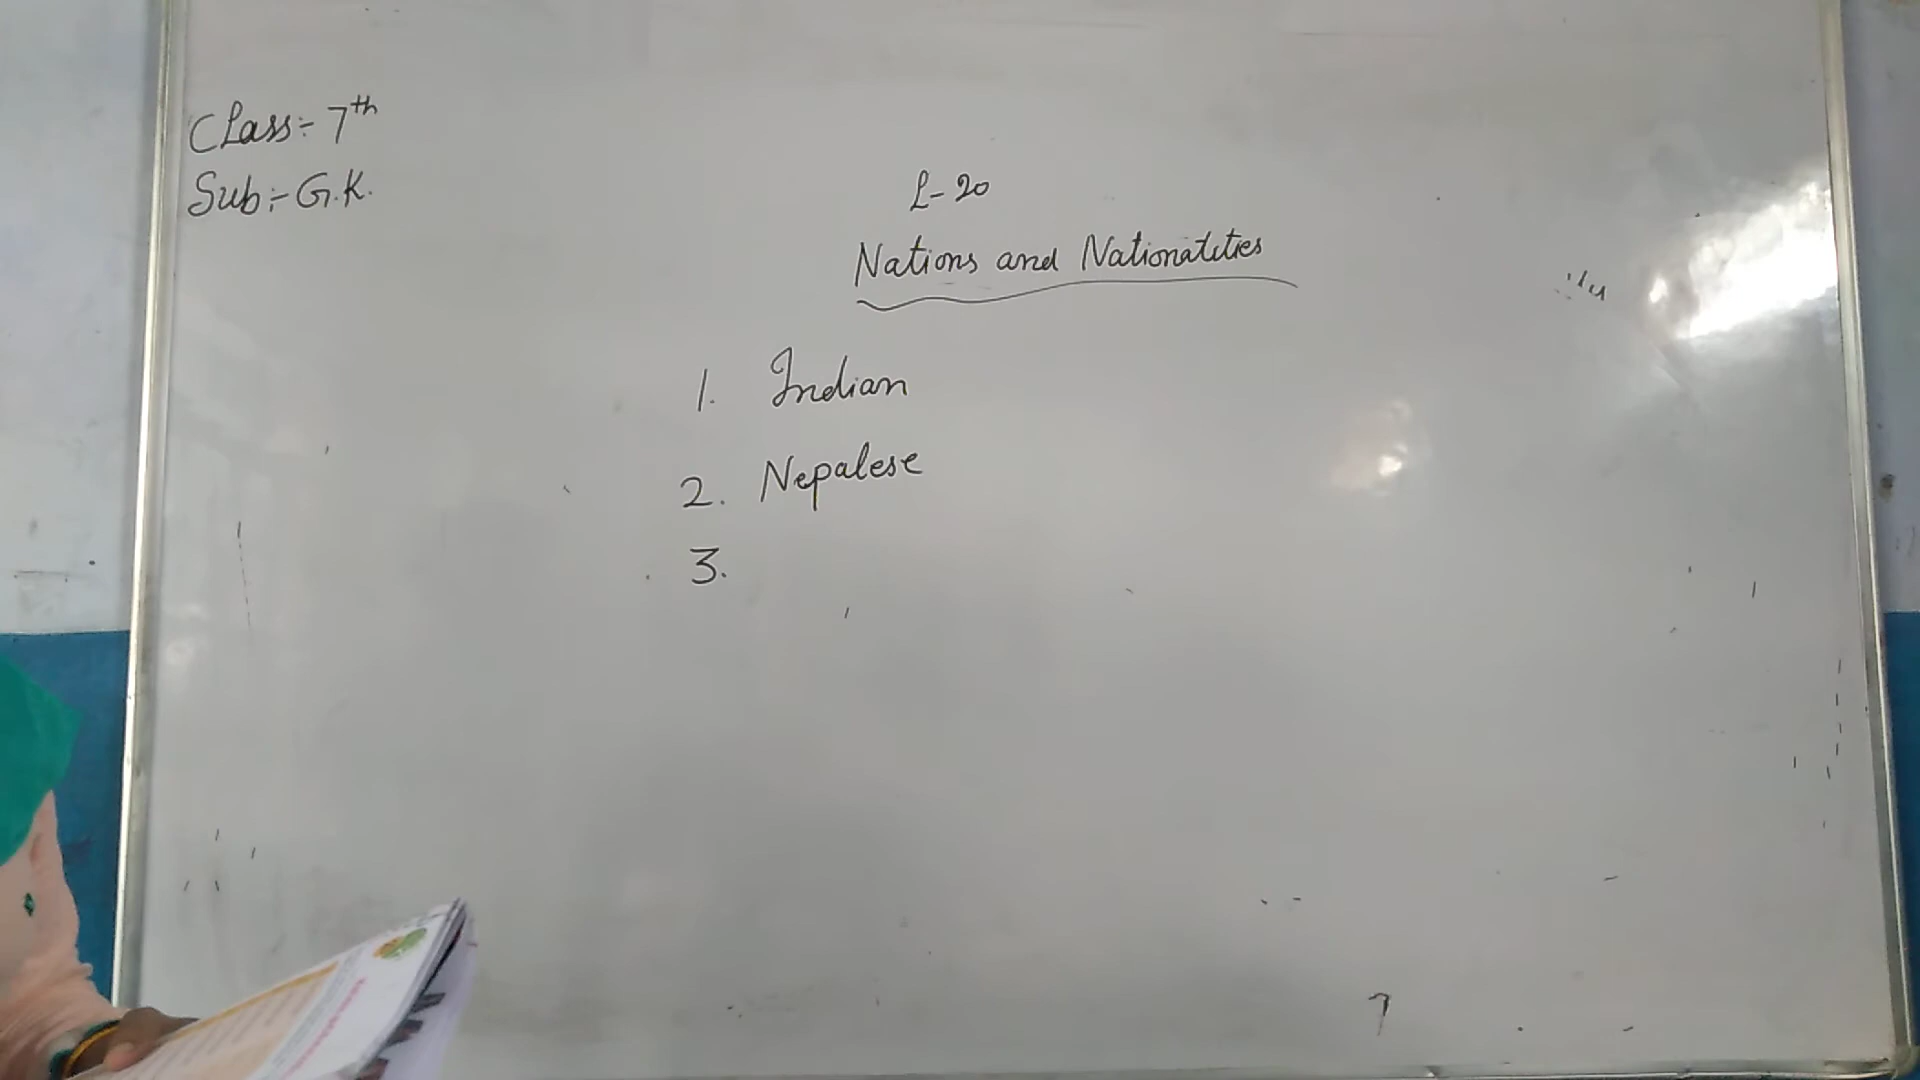 Class:- 7th
Sub:- G.K.
L-20
Nations and Nationalities
1. Indian
2. Nepalese
3.